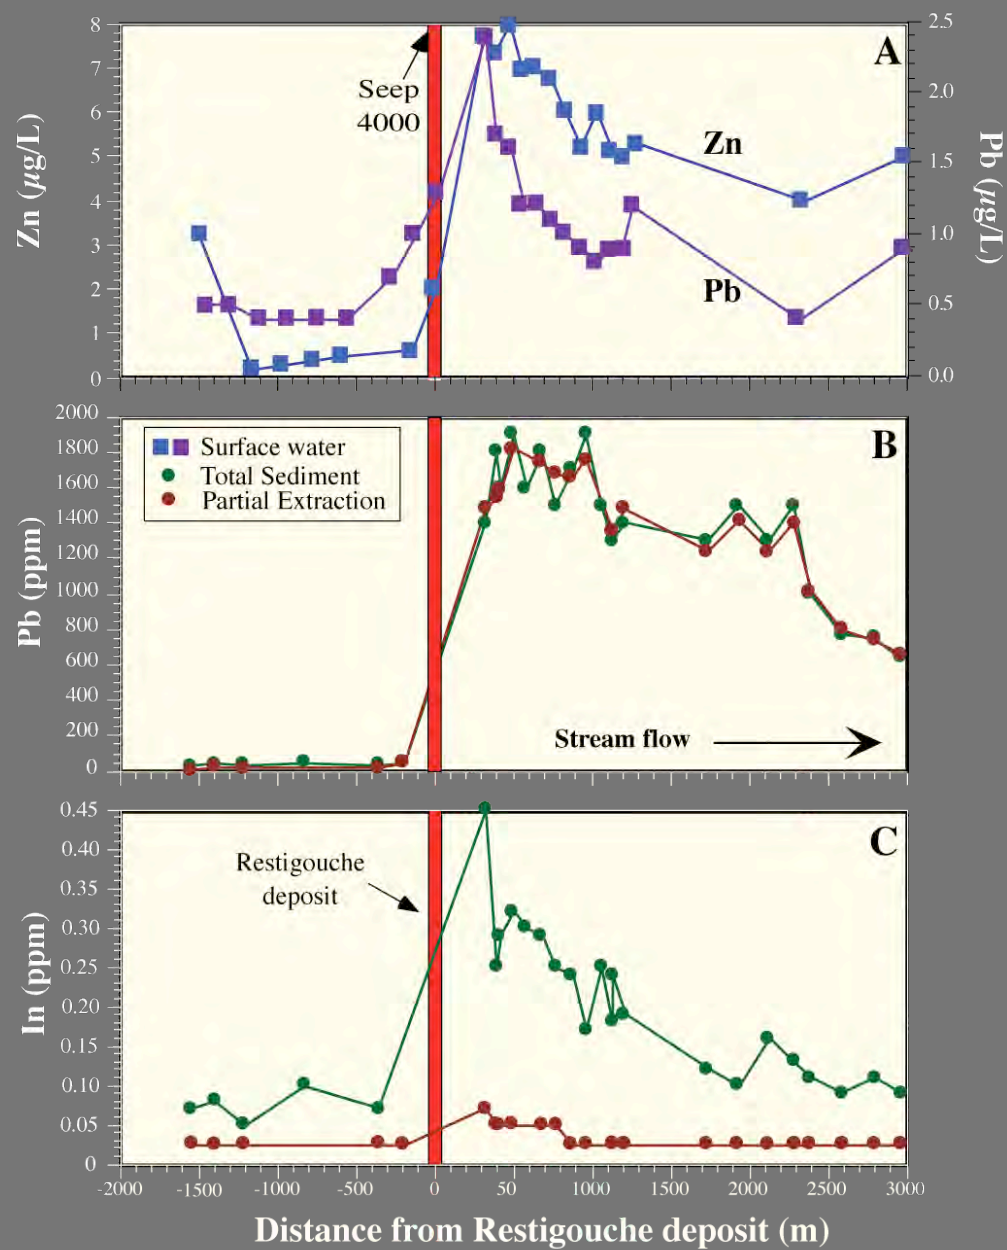 8
7
6
5
4
3
2
1
0
Zn (µg/L)
Seep
4000
A
Zn
Pb
2.5
2.0
1.5
1.0
0.5
0.0
Pb (µg/L)
2000
1800
1600
1400
1200
1000
800
600
400
200
0
Pb (ppm)
Surface water
Total Sediment
Partial Extraction
B
Stream flow
0.45
0.40
0.35
0.30
0.25
0.20
0.15
0.10
0.05
0
In (ppm)
Restigouche
deposit
C
-2000 -1500 -1000 -500 0 50 1000 1500 2000 2500 3000
Distance from Restigouche deposit (m)